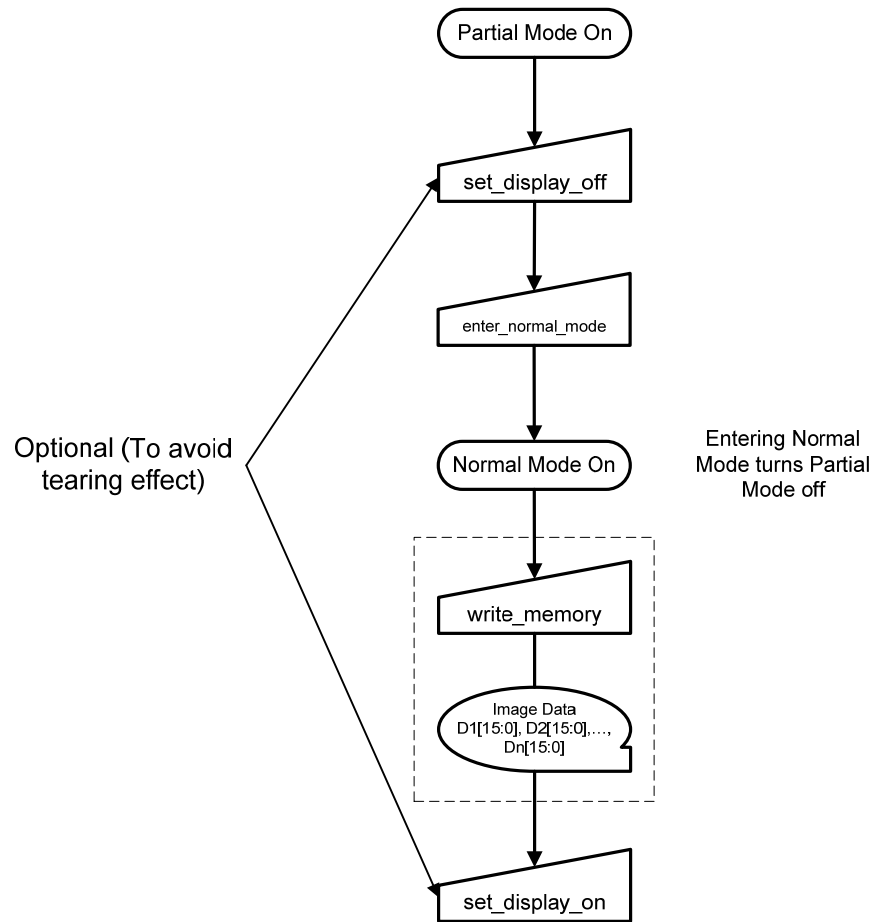 Partial Mode On
set_display_off
enter_normal_mode
Optional (To avoid
tearing effect)
Normal Mode On
Entering Normal
Mode turns Partial
Mode off
write_memory
Image Data
D1[15:0], D2[15:0],…,
Dn[15:0]
set_display_on